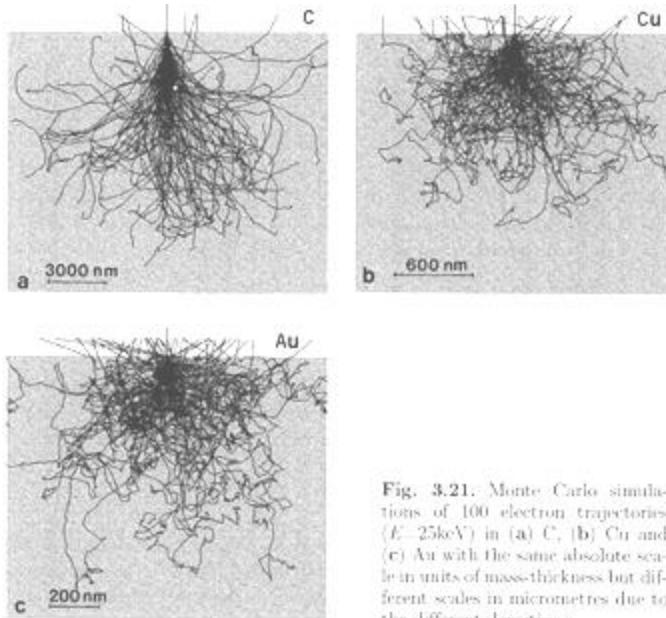 C
Cu
a
3000 nm
b
600 nm
Au
c
200 nm
Fig. 3.21. Monte Carlo simula-
tions of 100 electron trajectories
(E=25keV) in (a) C, (b) Cu and
(c) Au with the same absolute sca-
le in units of mass-thickness but dif-
ferent scales in micrometres due to
the different